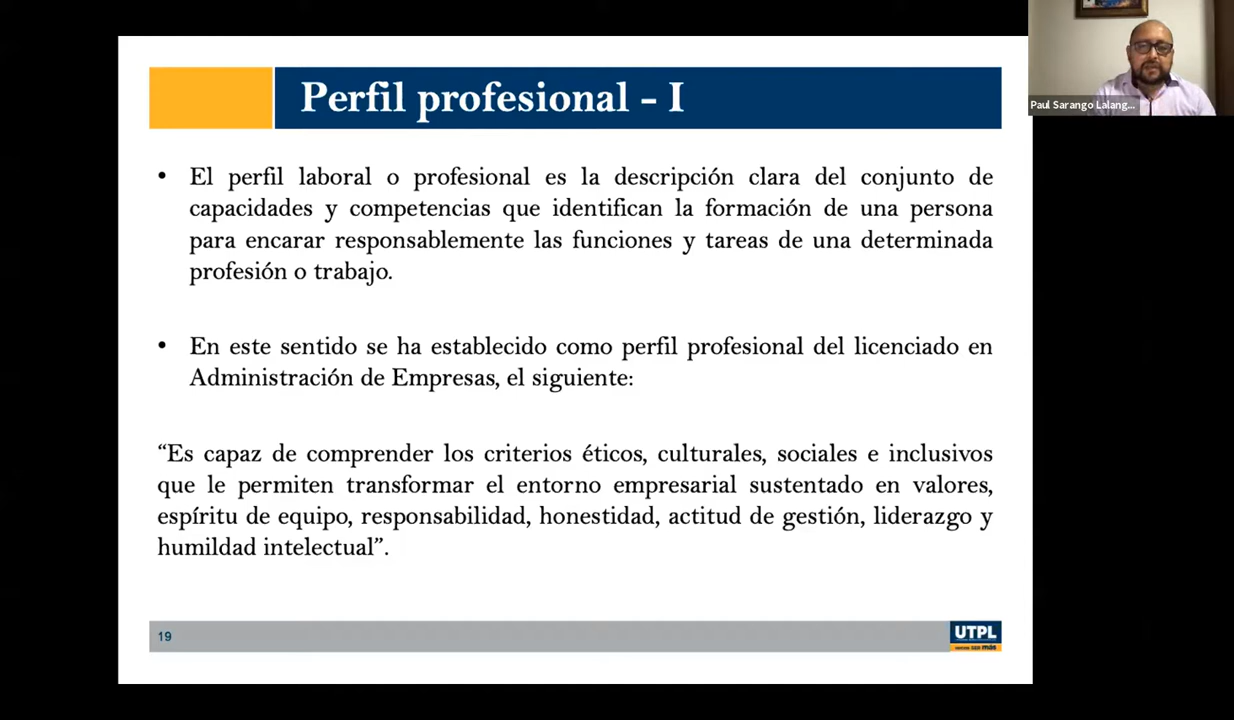 Perfil profesional - I
Paul Sarango Lalang...
• El perfil laboral o profesional es la descripción clara del conjunto de
capacidades y competencias que identifican la formación de una persona
para encarar responsablemente las funciones y tareas de una determinada
profesión o trabajo.
• En este sentido se ha establecido como perfil profesional del licenciado en
Administración de Empresas, el siguiente:
“Es capaz de comprender los criterios éticos, culturales, sociales e inclusivos
que le permiten transformar el entorno empresarial sustentado en valores,
espíritu de equipo, responsabilidad, honestidad, actitud de gestión, liderazgo y
humildad intelectual”.
19
UTPL